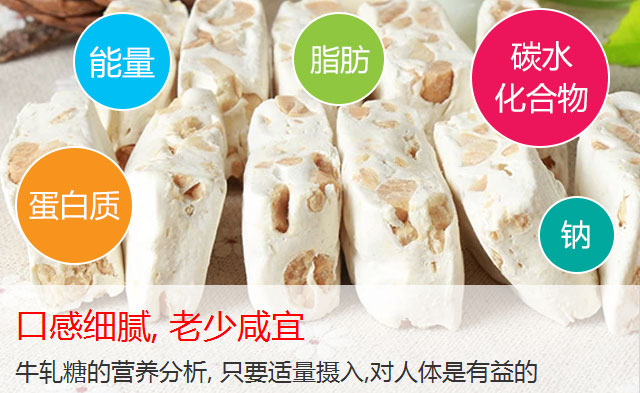 能量
脂肪
碳水
化合物
蛋白质
钠
口感细腻, 老少咸宜
牛轧糖的营养分析, 只要适量摄入,对人体是有益的